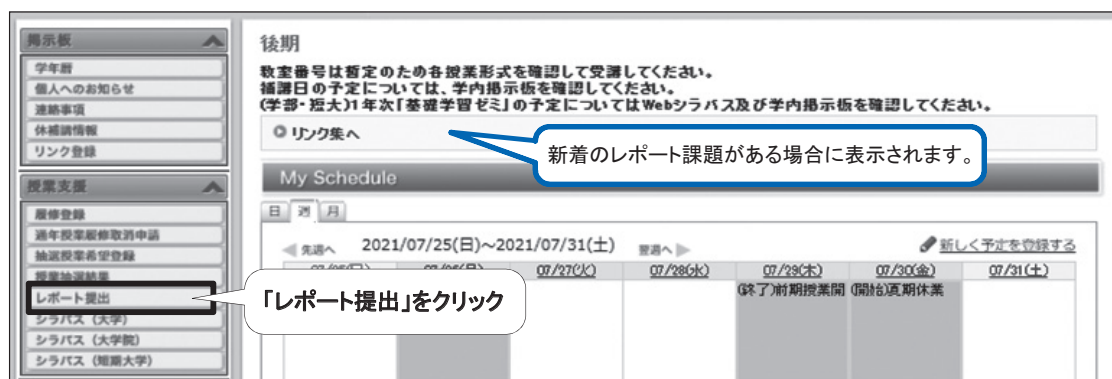 掲示板
学年暦
個人へのお知らせ
連絡事項
休補講情報
リンク登録
授業支援
履修登録
通年授業履修取消申請
抽選授業希望登録
授業抽選結果
レポート提出
シラバス（大学）
シラバス（大学院）
シラバス（短期大学）
「レポート提出」をクリック
後期
教室番号は暫定のため各授業形式を確認して受講してください。
補講日の予定については、学内掲示板を確認してください。
(学部・短大)1年次「基礎学習ゼミ」の予定についてはWebシラバス及び学内掲示板を確認してください。
リンク集へ
新着のレポート課題がある場合に表示されます。
My Schedule
日 週 月
先週へ 2021/07/25(日)～2021/07/31(土) 翌週へ 新しく予定を登録する
07/25(日) 07/26(月) 07/27(火) 07/28(水) 07/29(木) 07/30(金) 07/31(土)
(終了)前期授業開 (開始)夏期休業